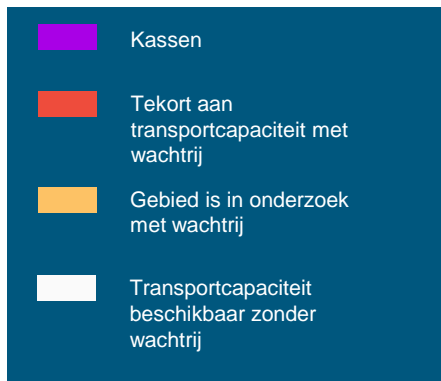 Kassen
Tekort aan
transportcapaciteit met
wachtrij
Gebied is in onderzoek
met wachtrij
Transportcapaciteit
beschikbaar zonder
wachtrij